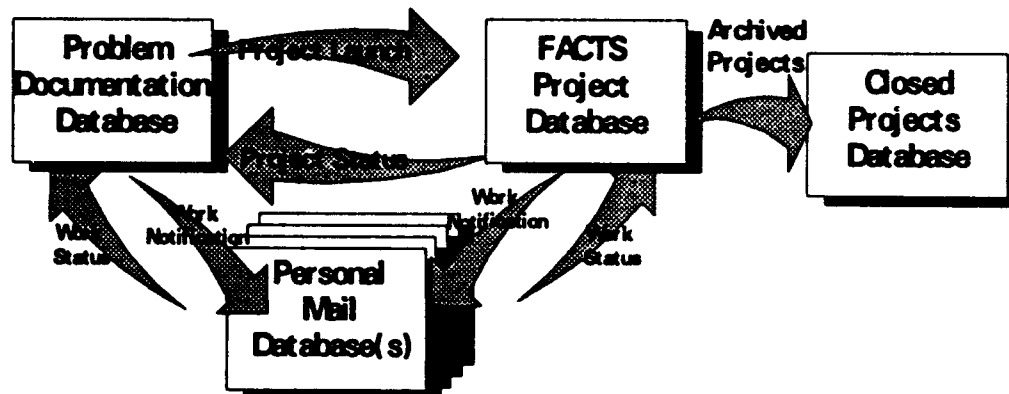 Problem
Documentation
Database
Project Launch
FACTS
Project
Database
Archived
Projects
Closed
Projects
Database
Project Status
Work
Status
Work
Notification
Work
Notification
Work
Status
Personal
Mail
Database(s)